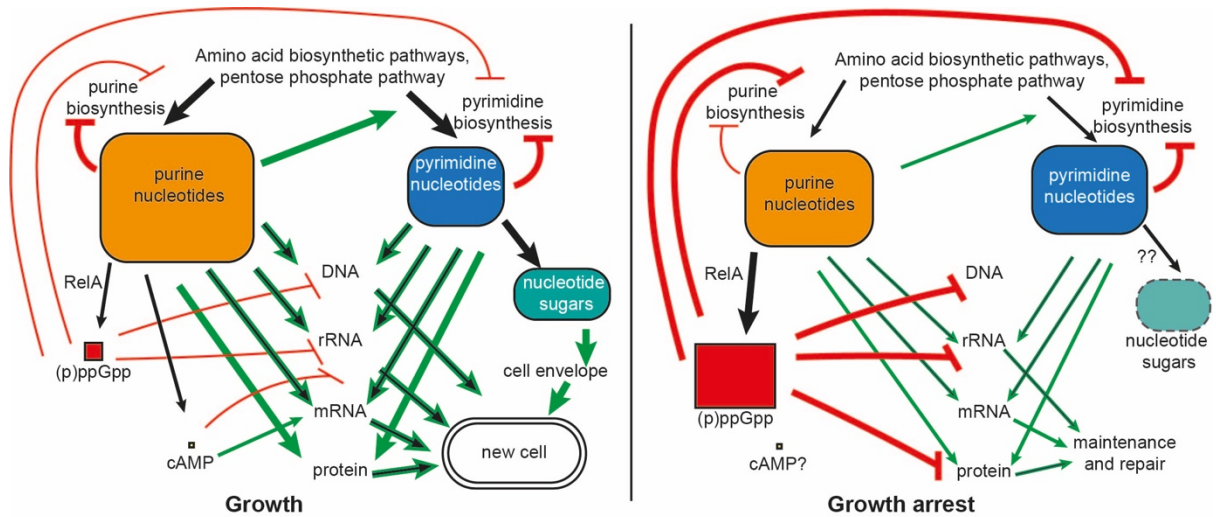 Amino acid biosynthetic pathways,
pentose phosphate pathway
purine
biosynthesis
pyrimidine
biosynthesis
purine
nucleotides
pyrimidine
nucleotides
RelA
DNA
nucleotide
sugars
rRNA
(p)ppGpp
cell envelope
mRNA
cAMP
protein
new cell
Growth
Amino acid biosynthetic pathways,
pentose phosphate pathway
purine
biosynthesis
pyrimidine
biosynthesis
purine
nucleotides
pyrimidine
nucleotides
RelA
DNA
??
rRNA
nucleotide
sugars
(p)ppGpp
mRNA
cAMP?
protein
maintenance
and repair
Growth arrest